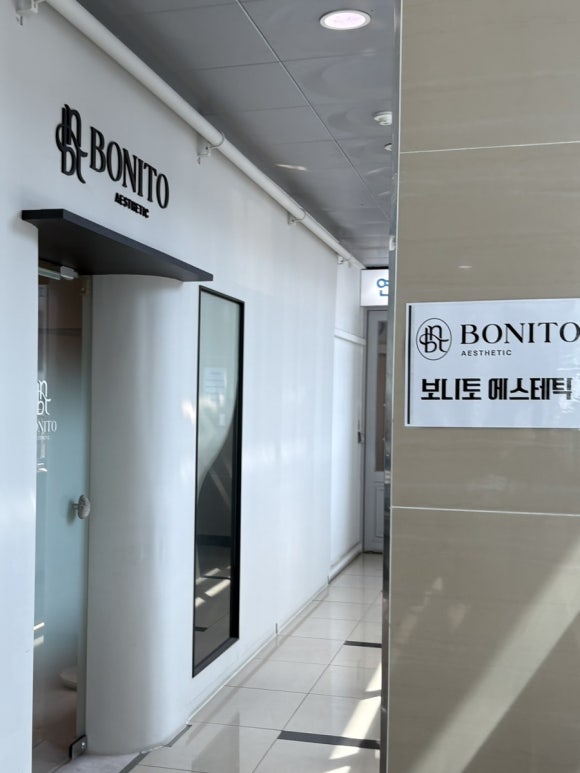 BONITO
AESTHETIC
BONITO
AESTHETIC
보니토 에스테틱